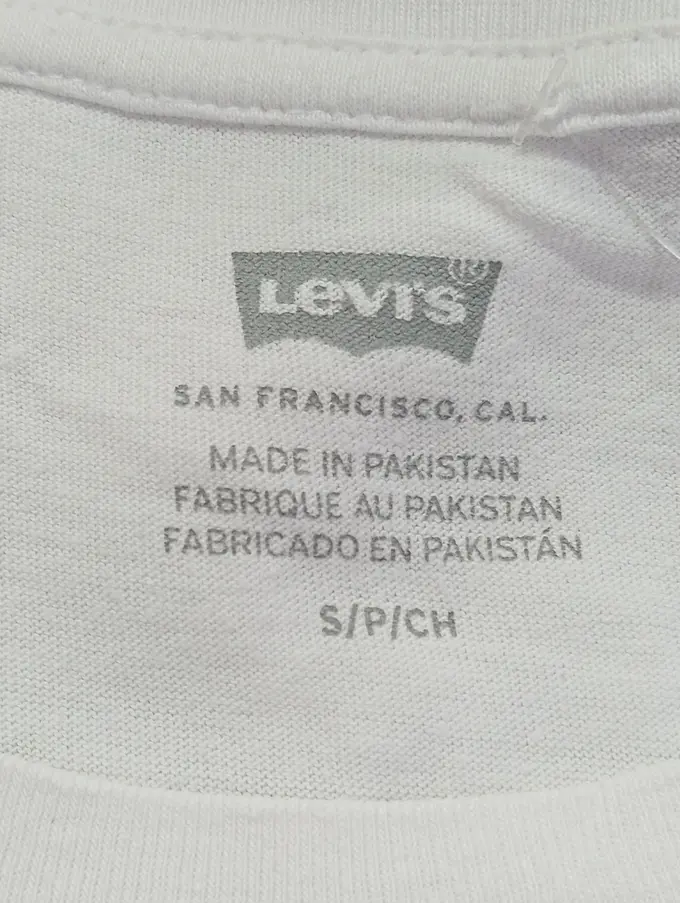 Levi's ®
SAN FRANCISCO, CAL.
MADE IN PAKISTAN
FABRIQUE AU PAKISTAN
FABRICADO EN PAKISTÁN
S/P/CH